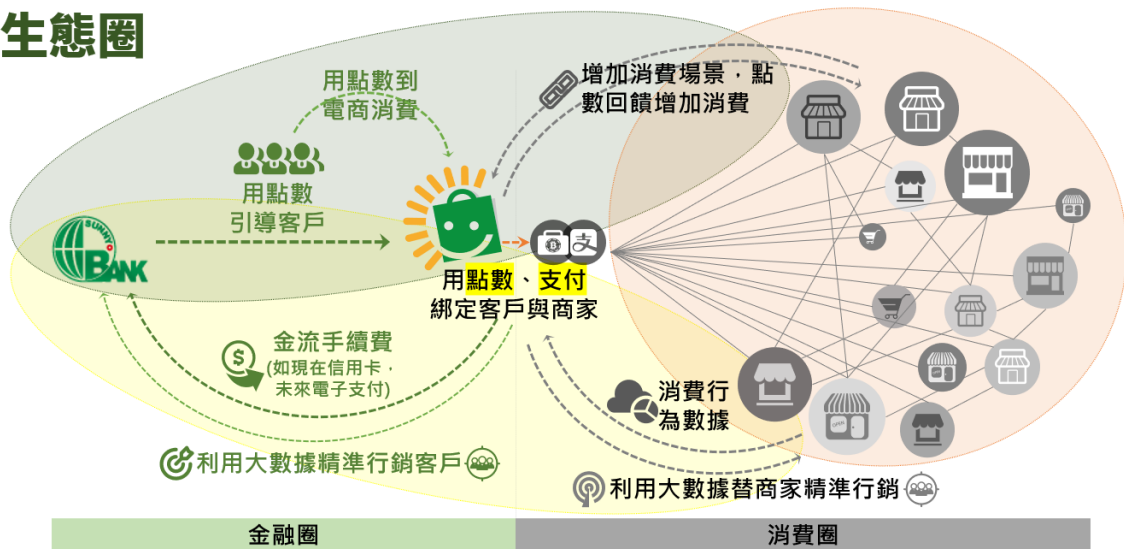 生態圈
用點數到
電商消費
增加消費場景，點
數回饋增加消費
用點數
引導客戶
SUNNY
BANK
支
用點數、支付
綁定客戶與商家
金流手續費
(如現在信用卡，
未來電子支付)
消費行
為數據
利用大數據精準行銷客戶
利用大數據替商家精準行銷
金融圈
消費圈